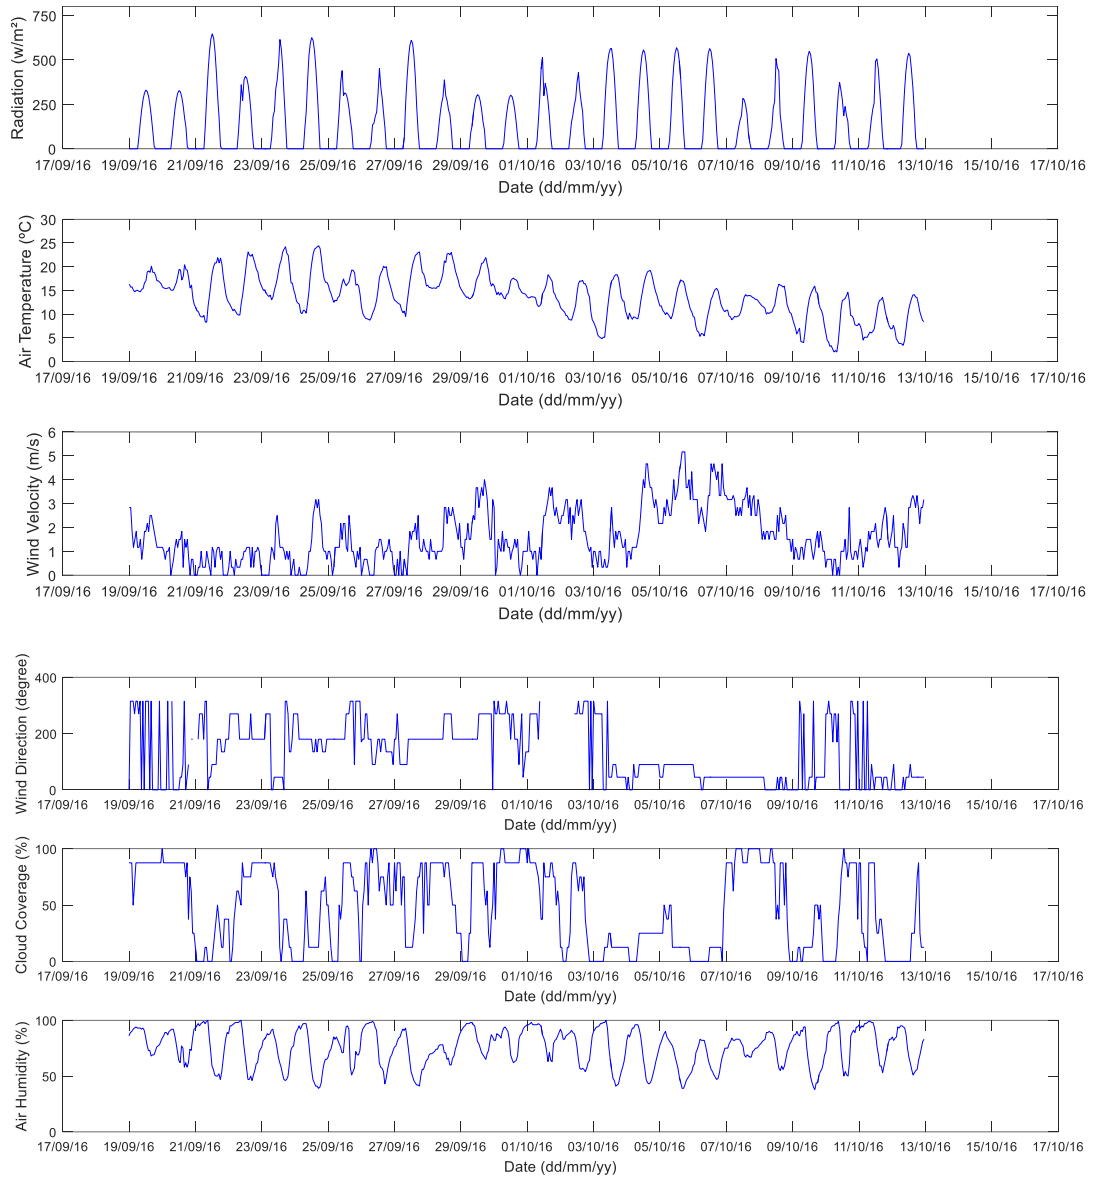 Radiation (w/m²)
750
500
250
0
17/09/16 19/09/16 21/09/16 23/09/16 25/09/16 27/09/16 29/09/16 01/10/16 03/10/16 05/10/16 07/10/16 09/10/16 11/10/16 13/10/16 15/10/16 17/10/16
Date (dd/mm/yy)
Air Temperature (ºC)
30
25
20
15
10
5
0
17/09/16 19/09/16 21/09/16 23/09/16 25/09/16 27/09/16 29/09/16 01/10/16 03/10/16 05/10/16 07/10/16 09/10/16 11/10/16 13/10/16 15/10/16 17/10/16
Date (dd/mm/yy)
Wind Velocity (m/s)
6
5
4
3
2
1
0
17/09/16 19/09/16 21/09/16 23/09/16 25/09/16 27/09/16 29/09/16 01/10/16 03/10/16 05/10/16 07/10/16 09/10/16 11/10/16 13/10/16 15/10/16 17/10/16
Date (dd/mm/yy)
Wind Direction (degree)
400
200
0
17/09/16 19/09/16 21/09/16 23/09/16 25/09/16 27/09/16 29/09/16 01/10/16 03/10/16 05/10/16 07/10/16 09/10/16 11/10/16 13/10/16 15/10/16 17/10/16
Date (dd/mm/yy)
Cloud Coverage (%)
100
50
0
17/09/16 19/09/16 21/09/16 23/09/16 25/09/16 27/09/16 29/09/16 01/10/16 03/10/16 05/10/16 07/10/16 09/10/16 11/10/16 13/10/16 15/10/16 17/10/16
Date (dd/mm/yy)
Air Humidity (%)
100
50
0
17/09/16 19/09/16 21/09/16 23/09/16 25/09/16 27/09/16 29/09/16 01/10/16 03/10/16 05/10/16 07/10/16 09/10/16 11/10/16 13/10/16 15/10/16 17/10/16
Date (dd/mm/yy)